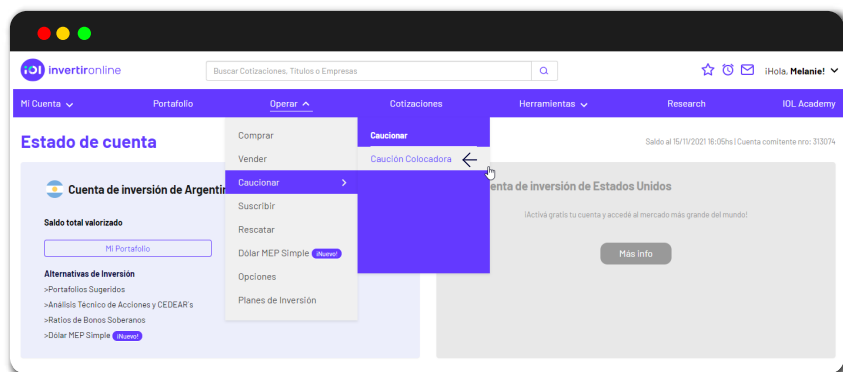 iOL invertironline
Buscar Cotizaciones, Títulos o Empresas
¡Hola, Melanie!
Mi Cuenta
Portafolio
Operar
Cotizaciones
Herramientas
Research
IOL Academy
Estado de cuenta
Saldo al 15/11/2021 16:05hs | Cuenta comitente nro: 313074
Comprar
Vender
Caucionar
Suscribir
Rescatar
Dólar MEP Simple ¡Nuevo!
Opciones
Planes de Inversión
Caucionar
Caución Colocadora
Cuenta de inversión de Argentin
Saldo total valorizado
Mi Portafolio
Alternativas de Inversión
>Portafolios Sugeridos
>Análisis Técnico de Acciones y CEDEAR's
>Ratios de Bonos Soberanos
>Dólar MEP Simple ¡Nuevo!
enta de inversión de Estados Unidos
¡Activá gratis tu cuenta y accedé al mercado más grande del mundo!
Más info